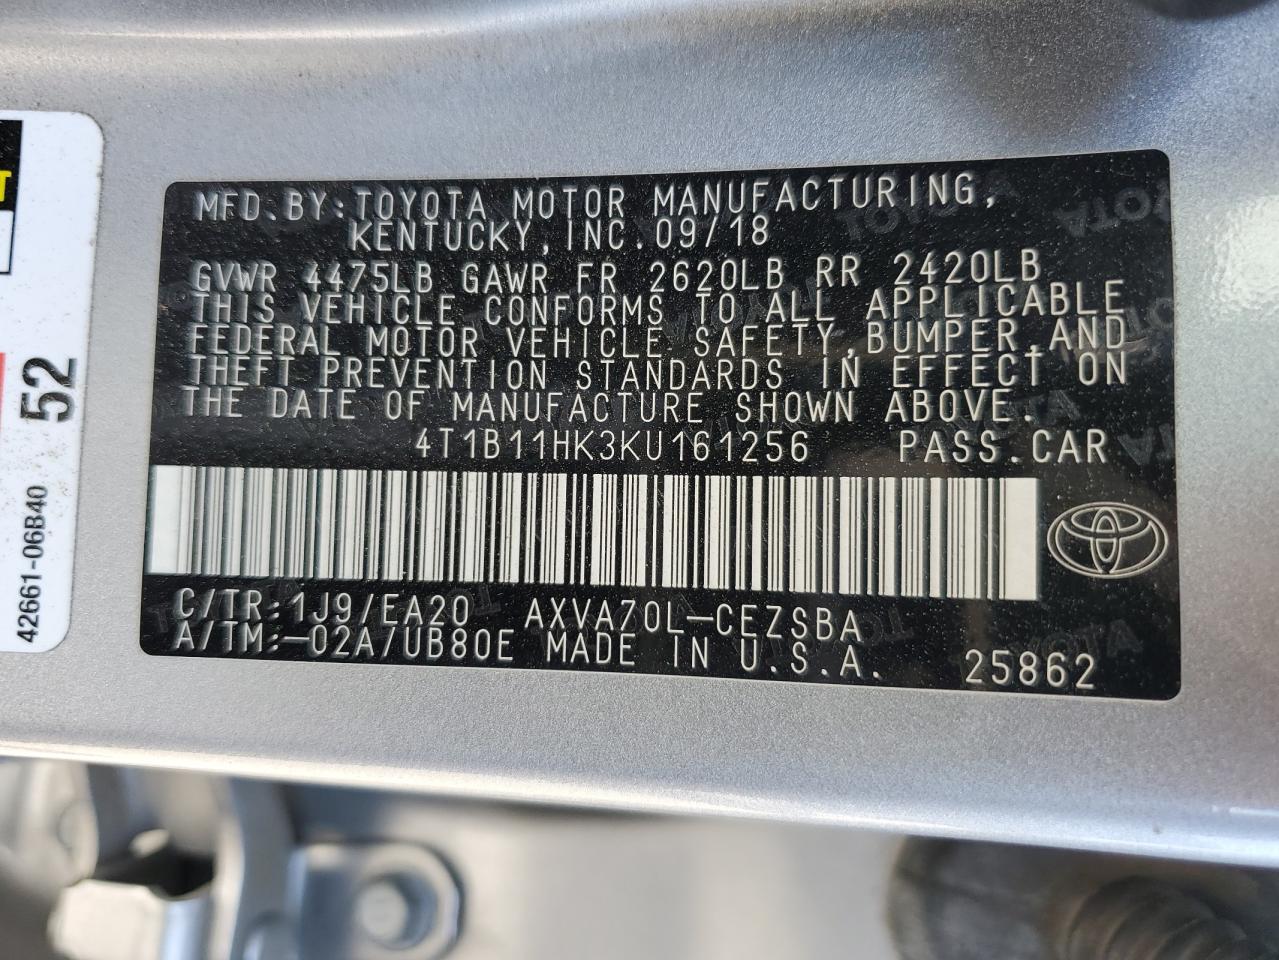 MFD.BY:TOYOTA MOTOR MANUFACTURING,
KENTUCKY,INC.09/18
GVWR 4475LB GAWR FR 2620LB RR 2420LB
THIS VEHICLE CONFORMS TO ALL APPLICABLE
FEDERAL MOTOR VEHICLE SAFETY,BUMPER,AND
THEFT PREVENTION STANDARDS IN EFFECT ON
THE DATE OF MANUFACTURE SHOWN ABOVE.
4T1B11HK3KU161256 PASS.CAR
C/TR:1J9/EA20 AXVA70L-CEZSBA
A/TM:-02A/UB80E MADE IN U.S.A. 25862
52
42661-06B40